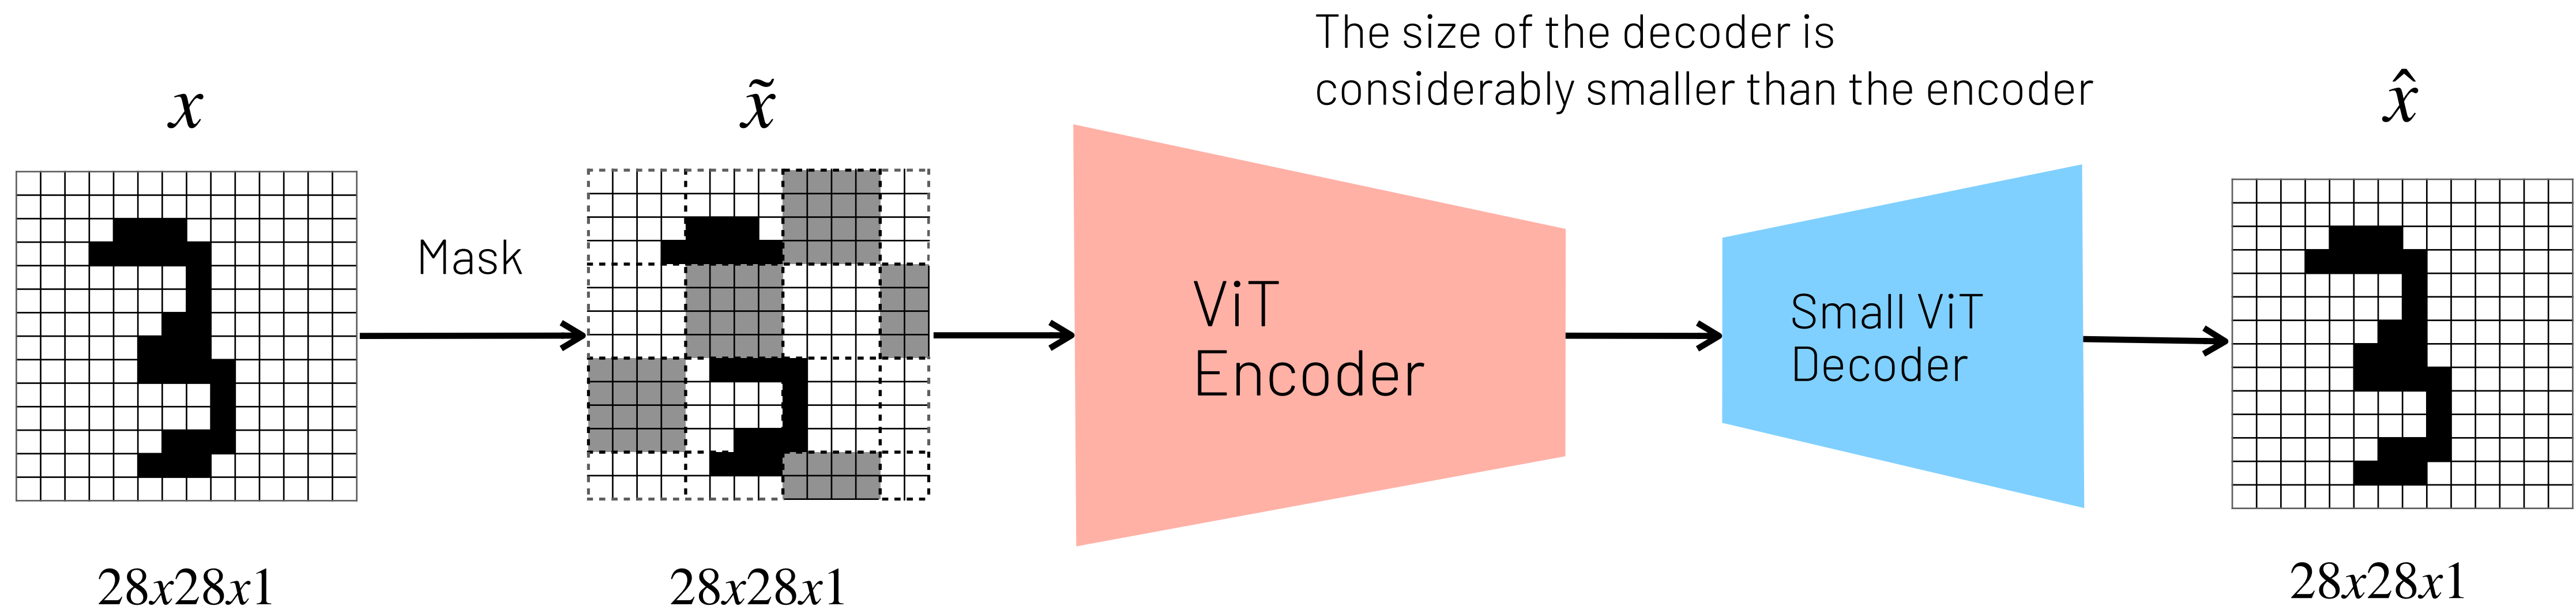 The size of the decoder is
considerably smaller than the encoder
x
x̃
x̂
Mask
ViT
Encoder
Small ViT
Decoder
28x28x1
28x28x1
28x28x1